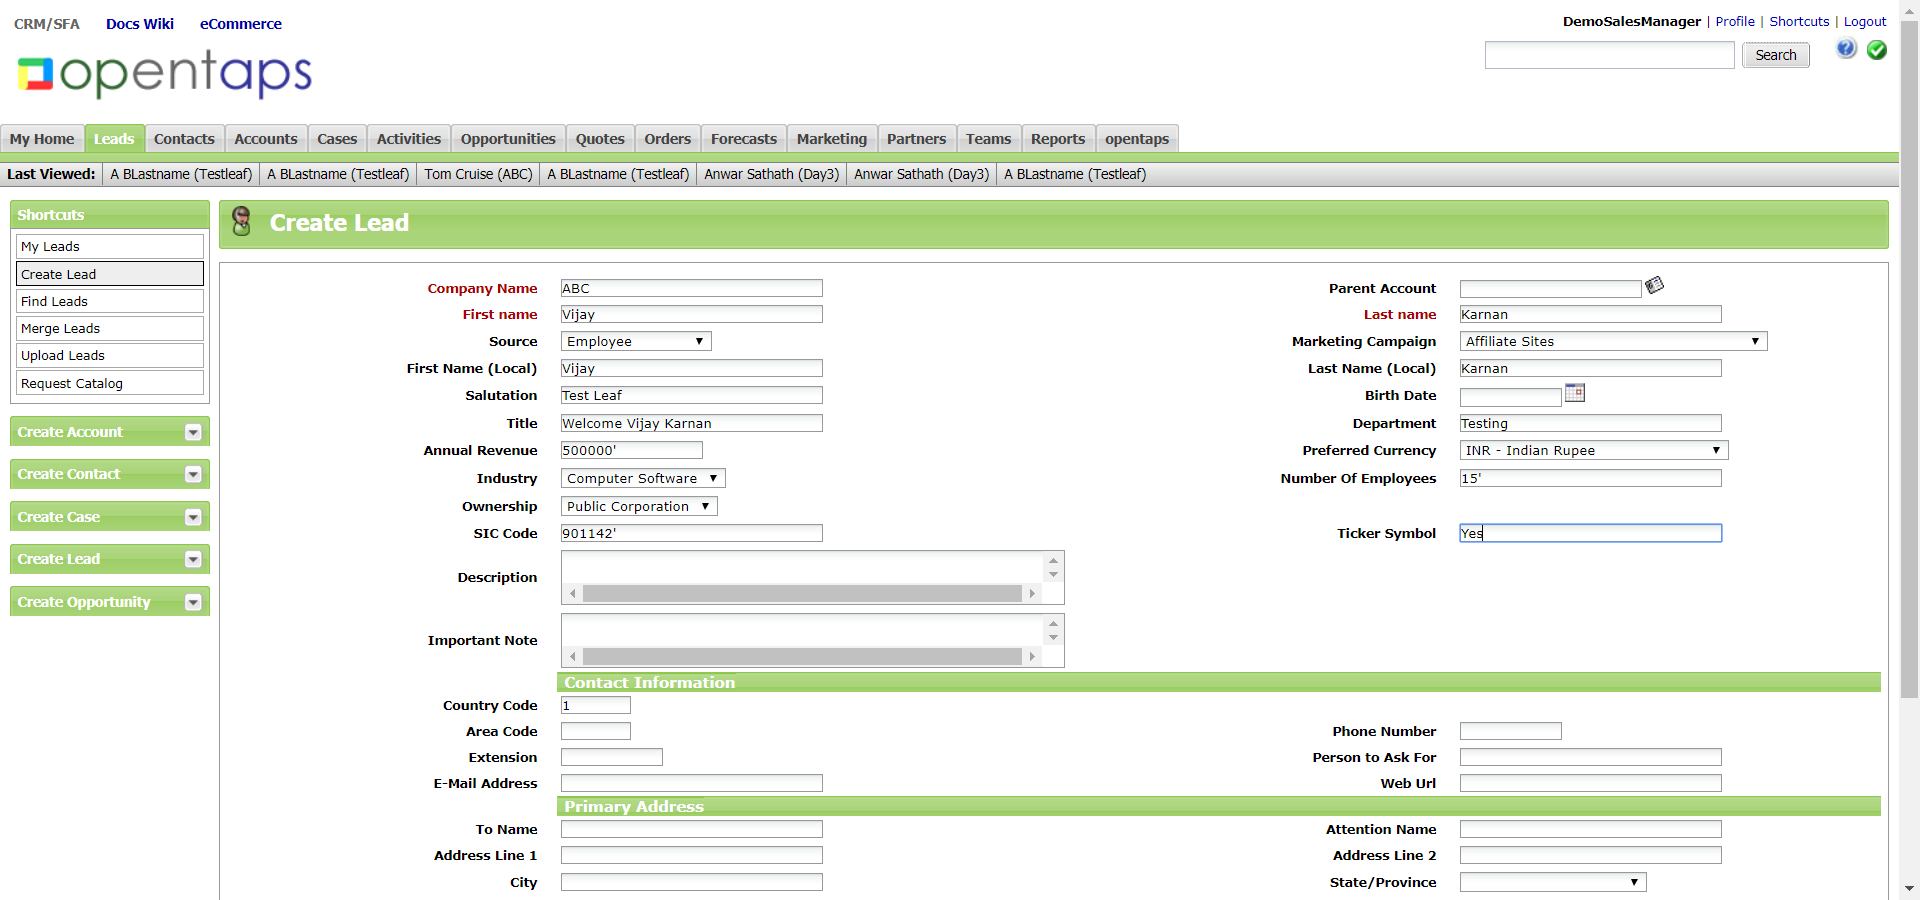 CRM/SFA Docs Wiki eCommerce
DemoSalesManager | Profile | Shortcuts | Logout
opentaps
Search
My Home Leads Contacts Accounts Cases Activities Opportunities Quotes Orders Forecasts Marketing Partners Teams Reports opentaps
Last Viewed: A BLastname (Testleaf) A BLastname (Testleaf) Tom Cruise (ABC) A BLastname (Testleaf) Anwar Sathath (Day3) Anwar Sathath (Day3) A BLastname (Testleaf)
Shortcuts
My Leads
Create Lead
Find Leads
Merge Leads
Upload Leads
Request Catalog
Create Account
Create Contact
Create Case
Create Lead
Create Opportunity
Create Lead
Company Name ABC Parent Account
First name Vijay Last name Karnan
Source Employee Marketing Campaign Affiliate Sites
First Name (Local) Vijay Last Name (Local) Karnan
Salutation Test Leaf Birth Date
Title Welcome Vijay Karnan Department Testing
Annual Revenue 500000' Preferred Currency INR - Indian Rupee
Industry Computer Software Number Of Employees 15'
Ownership Public Corporation
SIC Code 901142' Ticker Symbol Yes
Description
Important Note
Contact Information
Country Code 1
Area Code Phone Number
Extension Person to Ask For
E-Mail Address Web Url
Primary Address
To Name Attention Name
Address Line 1 Address Line 2
City State/Province